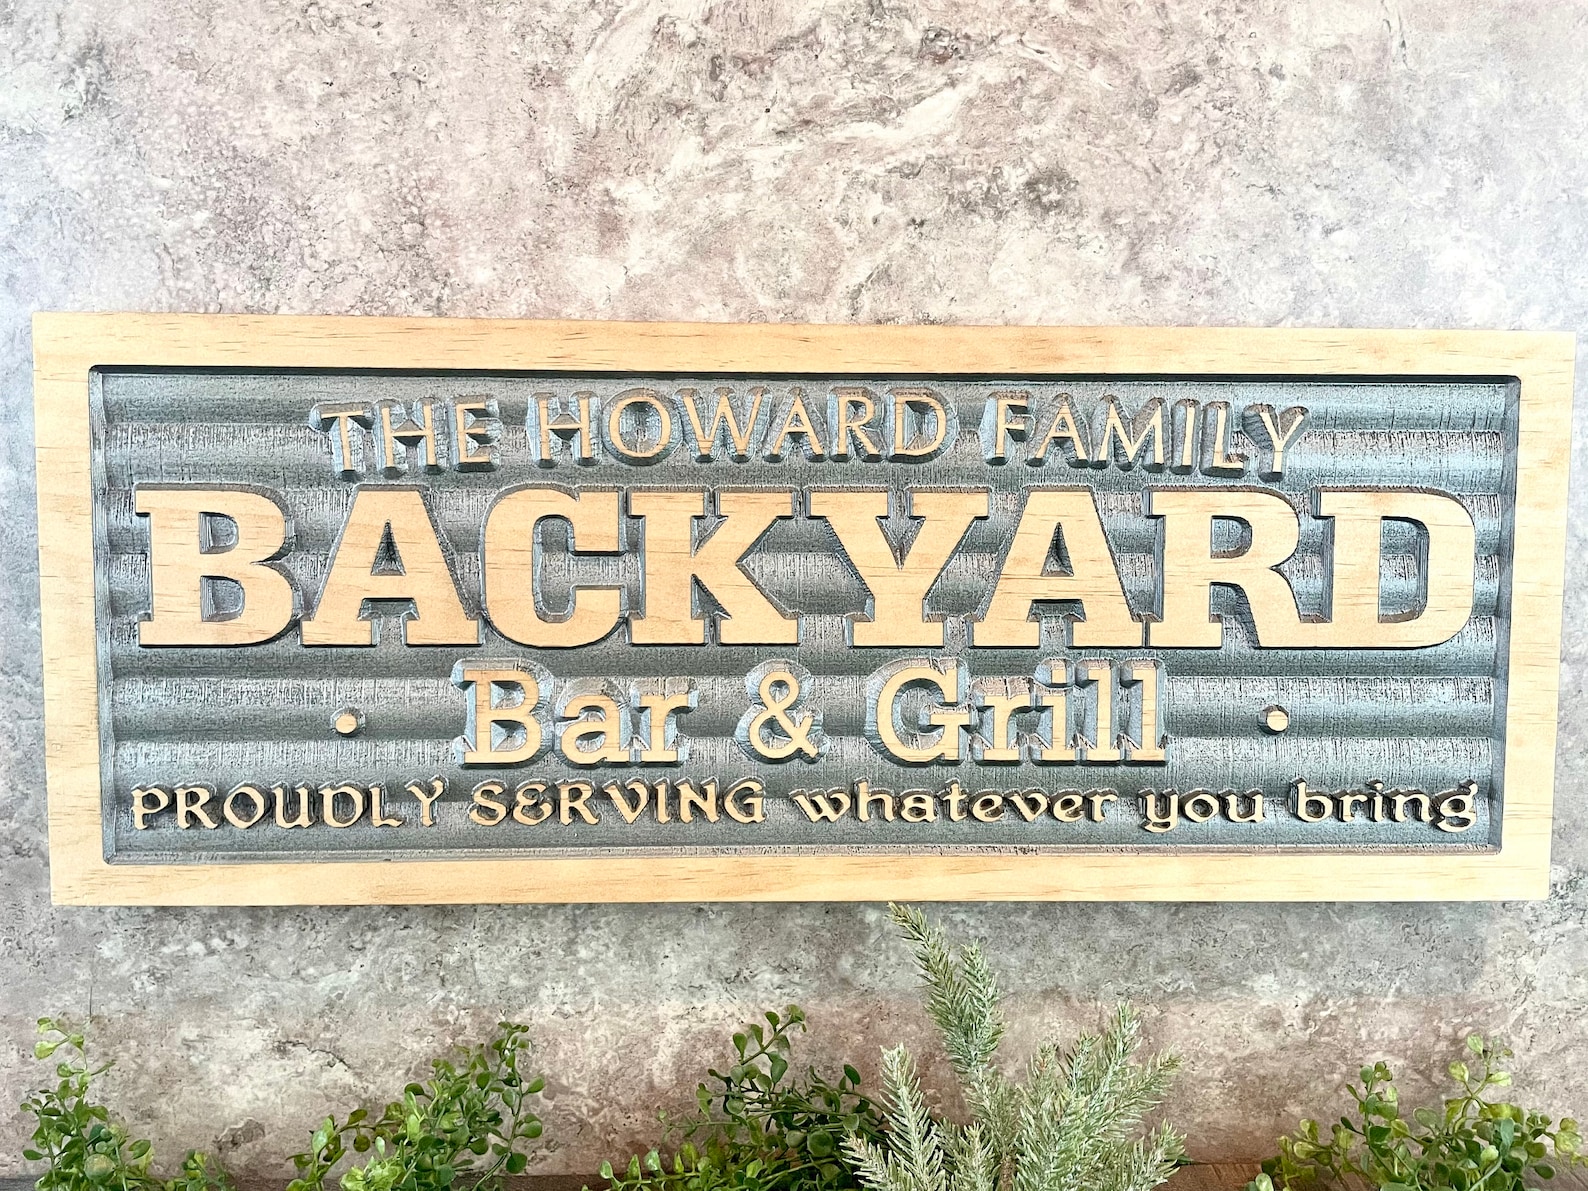 THE HOWARD FAMILY
BACKYARD
• Bar & Grill •
PROUDLY SERVING whatever you bring